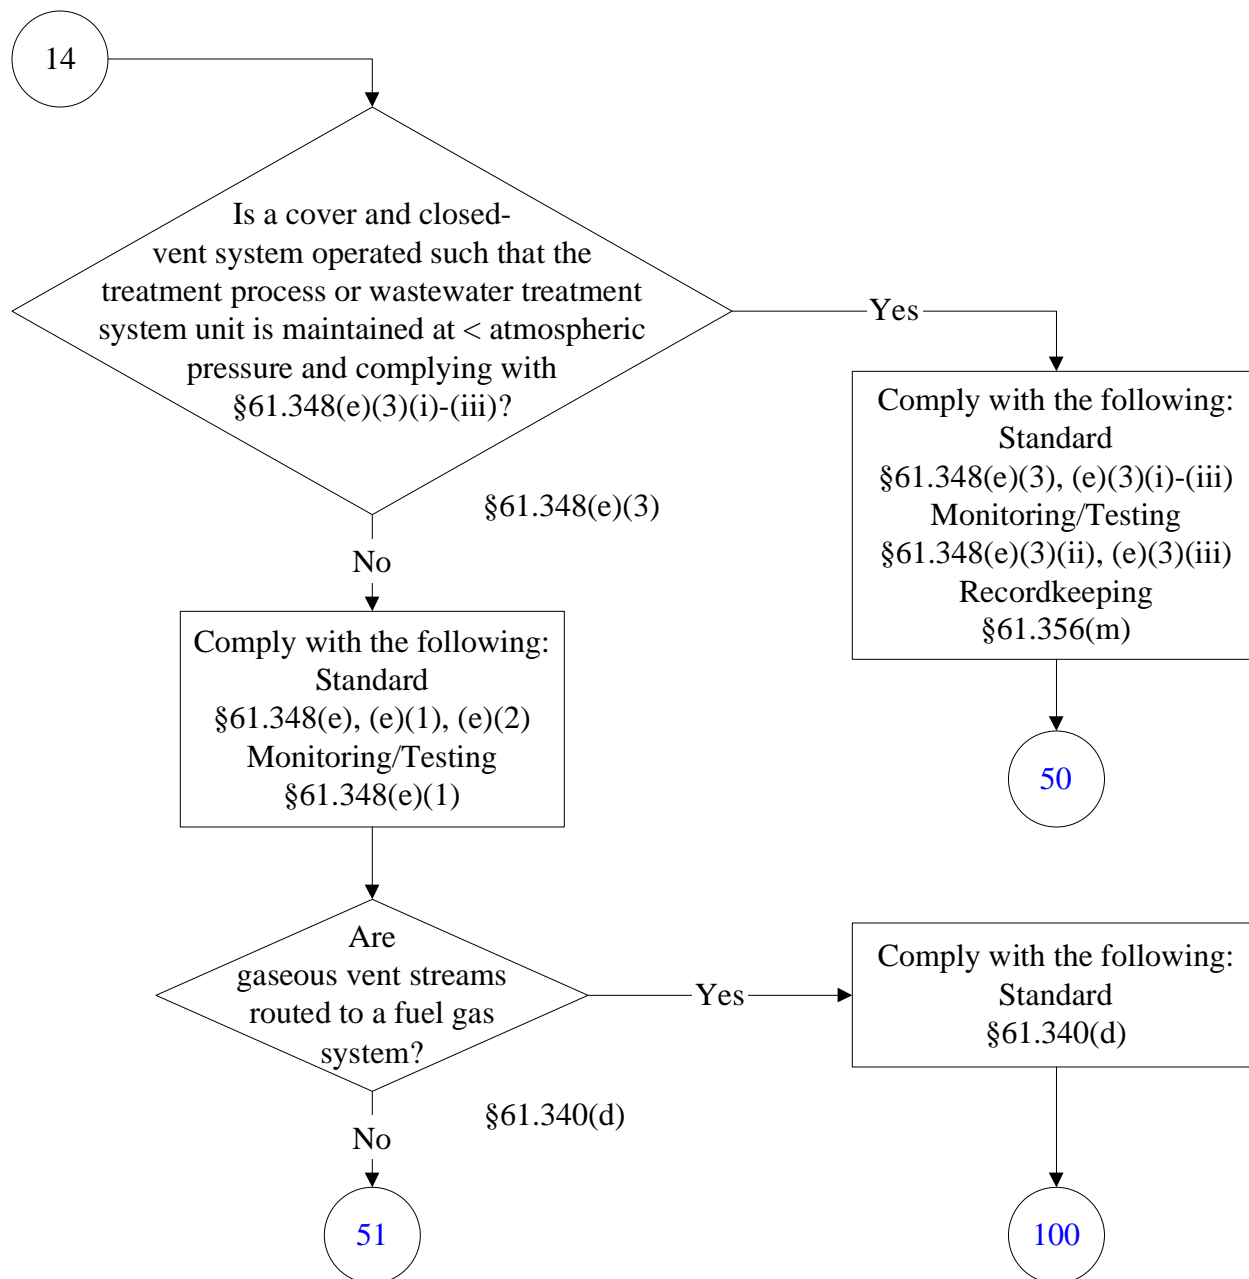 14
Is a cover and closed-
vent system operated such that the
treatment process or wastewater treatment
system unit is maintained at < atmospheric
pressure and complying with
§61.348(e)(3)(i)-(iii)?
Yes
§61.348(e)(3)
No
Comply with the following:
Standard
§61.348(e)(3), (e)(3)(i)-(iii)
Monitoring/Testing
§61.348(e)(3)(ii), (e)(3)(iii)
Recordkeeping
§61.356(m)
50
Comply with the following:
Standard
§61.348(e), (e)(1), (e)(2)
Monitoring/Testing
§61.348(e)(1)
Are
gaseous vent streams
routed to a fuel gas
system?
Yes
§61.340(d)
No
Comply with the following:
Standard
§61.340(d)
51
100